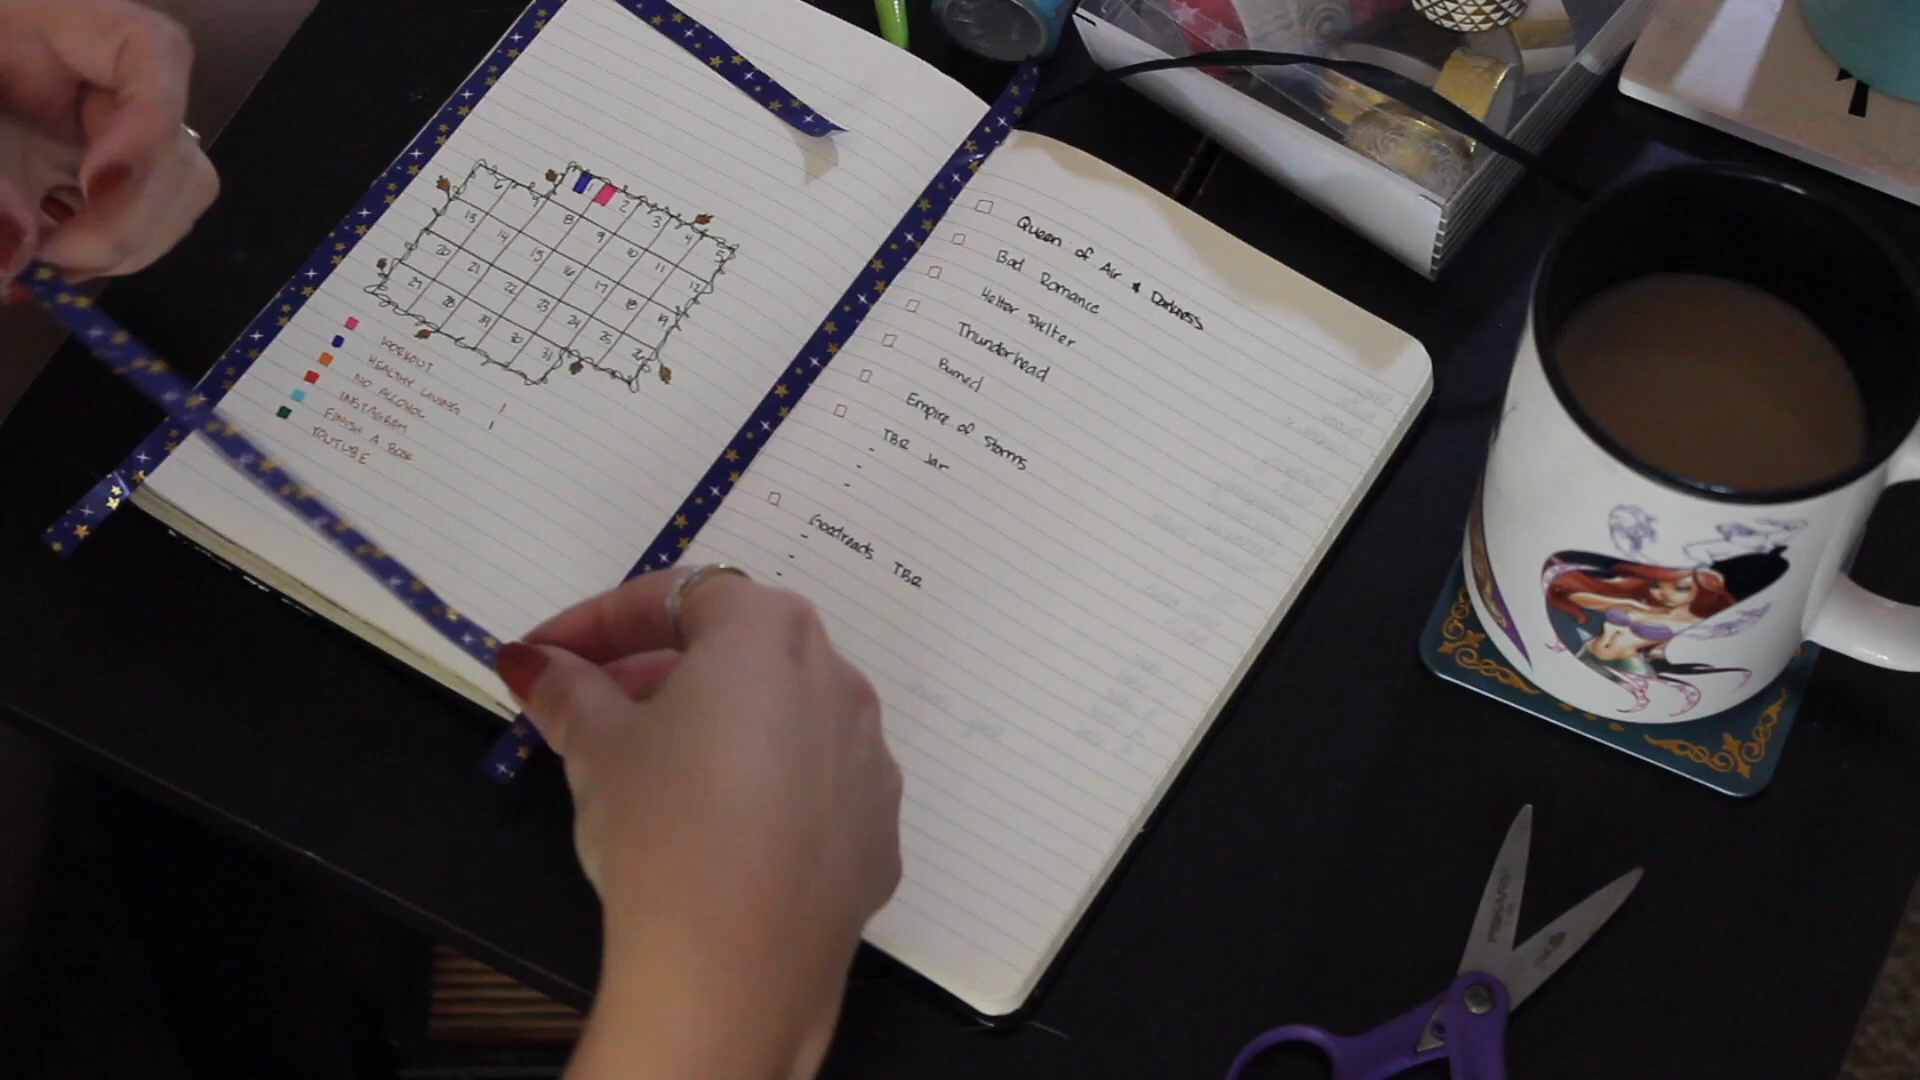 6 7 1 2 3 4 5
13 14 8 9 10 11 12
20 21 15 16 17 18 19
27 28 22 23 24 25 26
29 30 31
WORKOUT
HEALTHY LIVING 1
NO ALCOHOL 1
INSTAGRAM
FINISH A BOOK
YOUTUBE
Queen of Air & Darkness
Bad Romance
Helter Skelter
Thunderhead
Burned
Empire of Storms
TBR Jar
-
-
-
Goodreads TBR
-
-
-
FISKARS